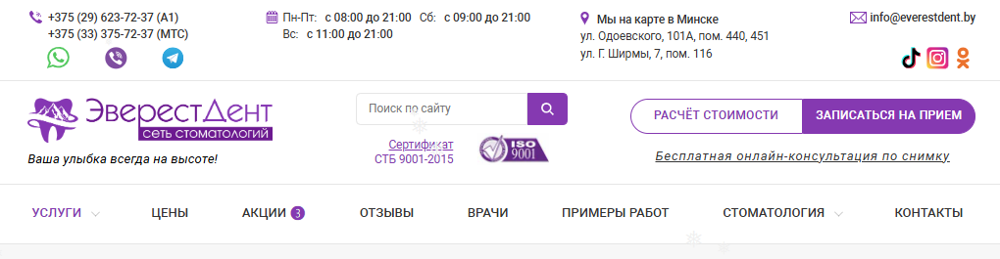 +375 (29) 623-72-37 (A1)
+375 (33) 375-72-37 (МТС)
Пн-Пт: с 08:00 до 21:00 Сб: с 09:00 до 21:00
Вс: с 11:00 до 21:00
Мы на карте в Минске
ул. Одоевского, 101А, пом. 440, 451
ул. Г. Ширмы, 7, пом. 116
info@everestdent.by
ЭверестДент
сеть стоматологий
Ваша улыбка всегда на высоте!
Поиск по сайту
Сертификат
СТБ 9001-2015
ISO
9001
РАСЧЁТ СТОИМОСТИ
ЗАПИСАТЬСЯ НА ПРИЕМ
Бесплатная онлайн-консультация по снимку
УСЛУГИ ЦЕНЫ АКЦИИ 3 ОТЗЫВЫ ВРАЧИ ПРИМЕРЫ РАБОТ СТОМАТОЛОГИЯ КОНТАКТЫ